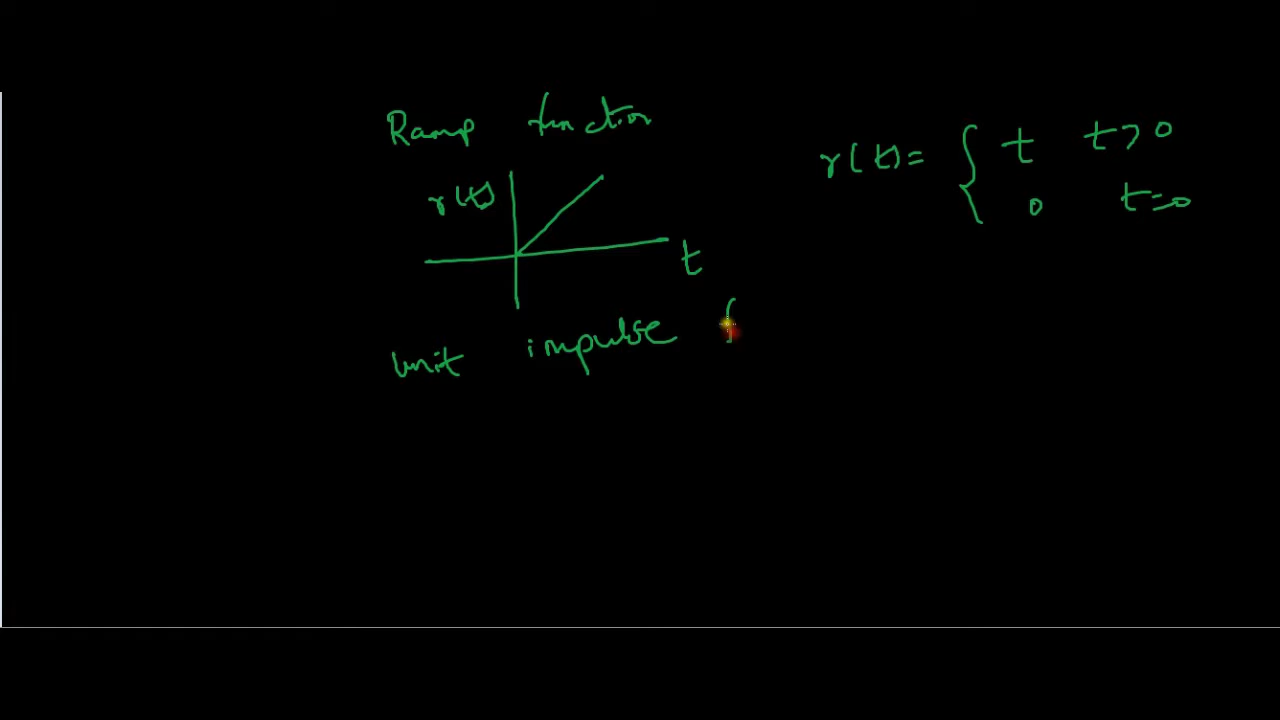 Ramp function
r(t)= { t t>0
0 t=0
r(t)
t
unit impulse f